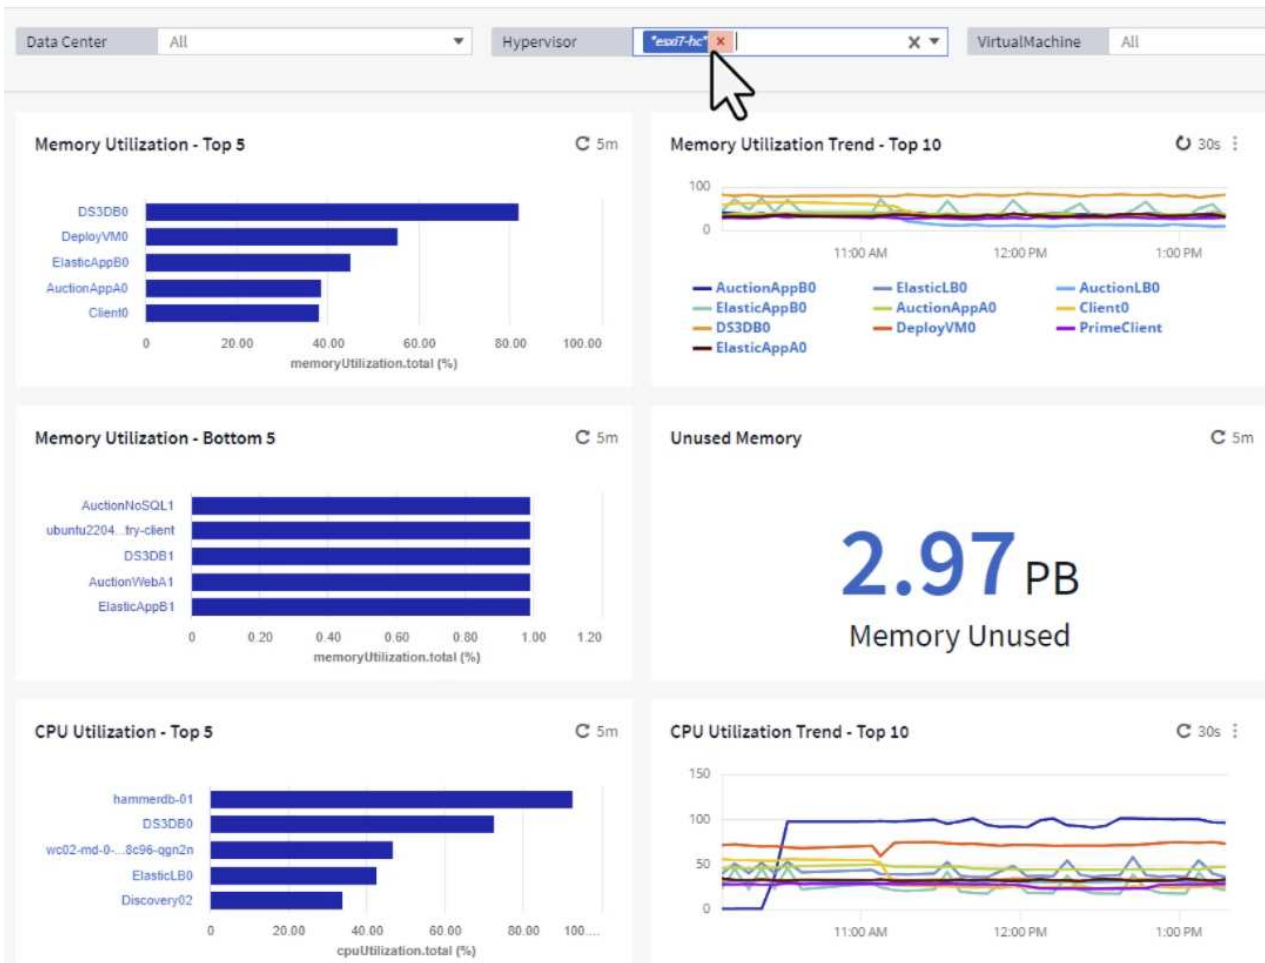 Data Center All Hypervisor *esxi7-hc* × VirtualMachine All
Memory Utilization - Top 5 5m
DS3DB0
DeployVM0
ElasticAppB0
AuctionAppA0
Client0
0 20.00 40.00 60.00 80.00 100.00
memoryUtilization.total (%)
Memory Utilization Trend - Top 10 30s
100
0
11:00 AM 12:00 PM 1:00 PM
AuctionAppB0 ElasticLB0 AuctionLB0
ElasticAppB0 AuctionAppA0 Client0
DS3DB0 DeployVM0 PrimeClient
ElasticAppA0
Memory Utilization - Bottom 5 5m
AuctionNoSQL1
ubuntu2204...try-client
DS3DB1
AuctionWebA1
ElasticAppB1
0 0.20 0.40 0.60 0.80 1.00 1.20
memoryUtilization.total (%)
Unused Memory 5m
2.97 PB
Memory Unused
CPU Utilization - Top 5 5m
hammerdb-01
DS3DB0
wc02-md-0-...8c96-qgn2n
ElasticLB0
Discovery02
0 20.00 40.00 60.00 80.00 100....
cpuUtilization.total (%)
CPU Utilization Trend - Top 10 30s
150
100
50
0
11:00 AM 12:00 PM 1:00 PM